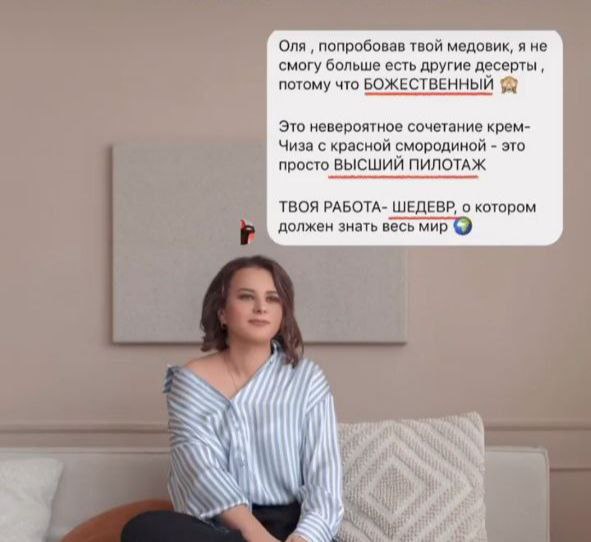 Оля , попробовав твой медовик, я не
смогу больше есть другие десерты ,
потому что БОЖЕСТВЕННЫЙ 🙈
Это невероятное сочетание крем-
Чиза с красной смородиной - это
просто ВЫСШИЙ ПИЛОТАЖ
ТВОЯ РАБОТА- ШЕДЕВР, о котором
должен знать весь мир 🌍